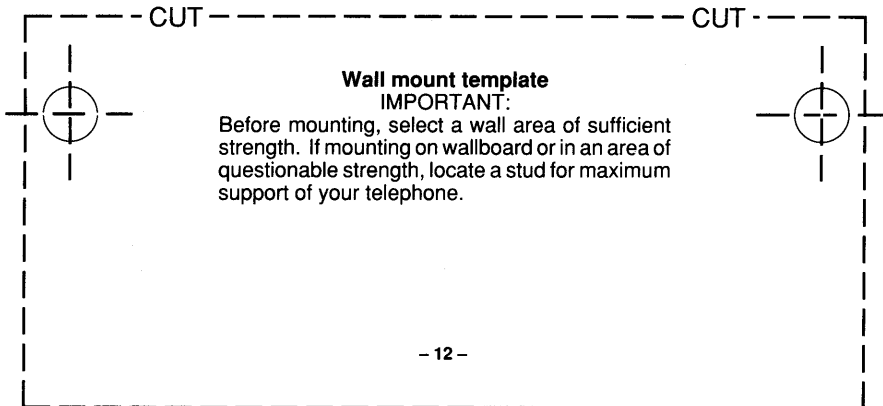 CUT CUT
Wall mount template
IMPORTANT:
Before mounting, select a wall area of sufficient
strength. If mounting on wallboard or in an area of
questionable strength, locate a stud for maximum
support of your telephone.
– 12 –